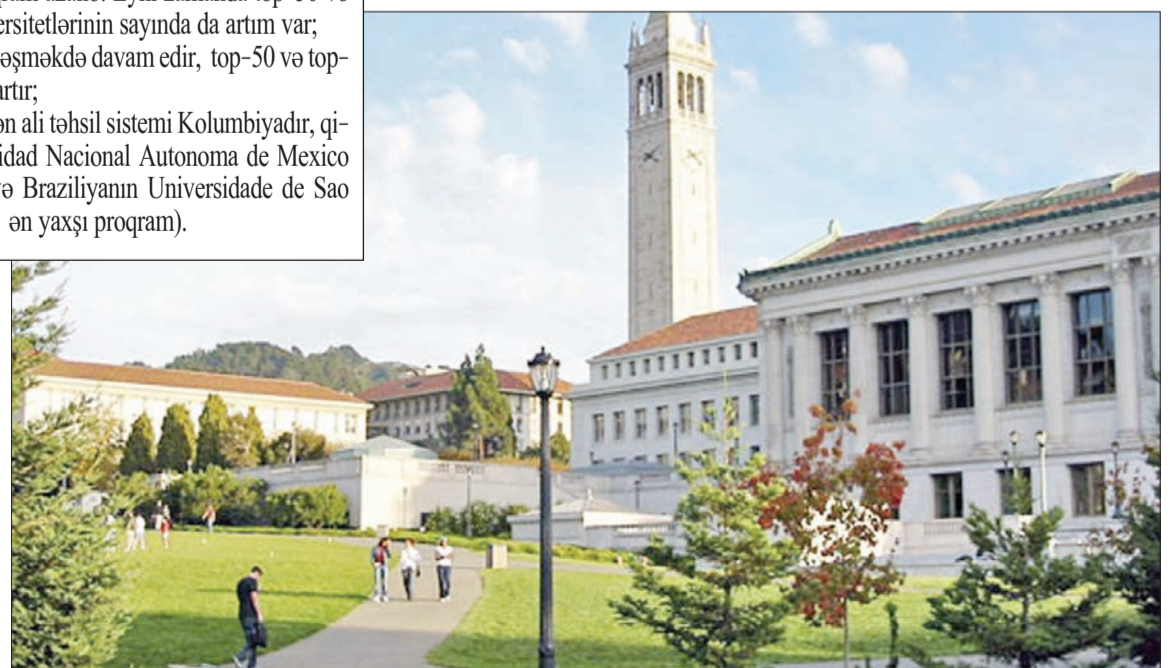 ersitetlərinin sayında da artım var;
əşməkdə davam edir, top-50 və top-
artır;
ən ali təhsil sistemi Kolumbiyadır, qi-
idad Nacional Autonoma de Mexico
və Braziliyanın Universidade de Sao
ən yaxşı proqram).